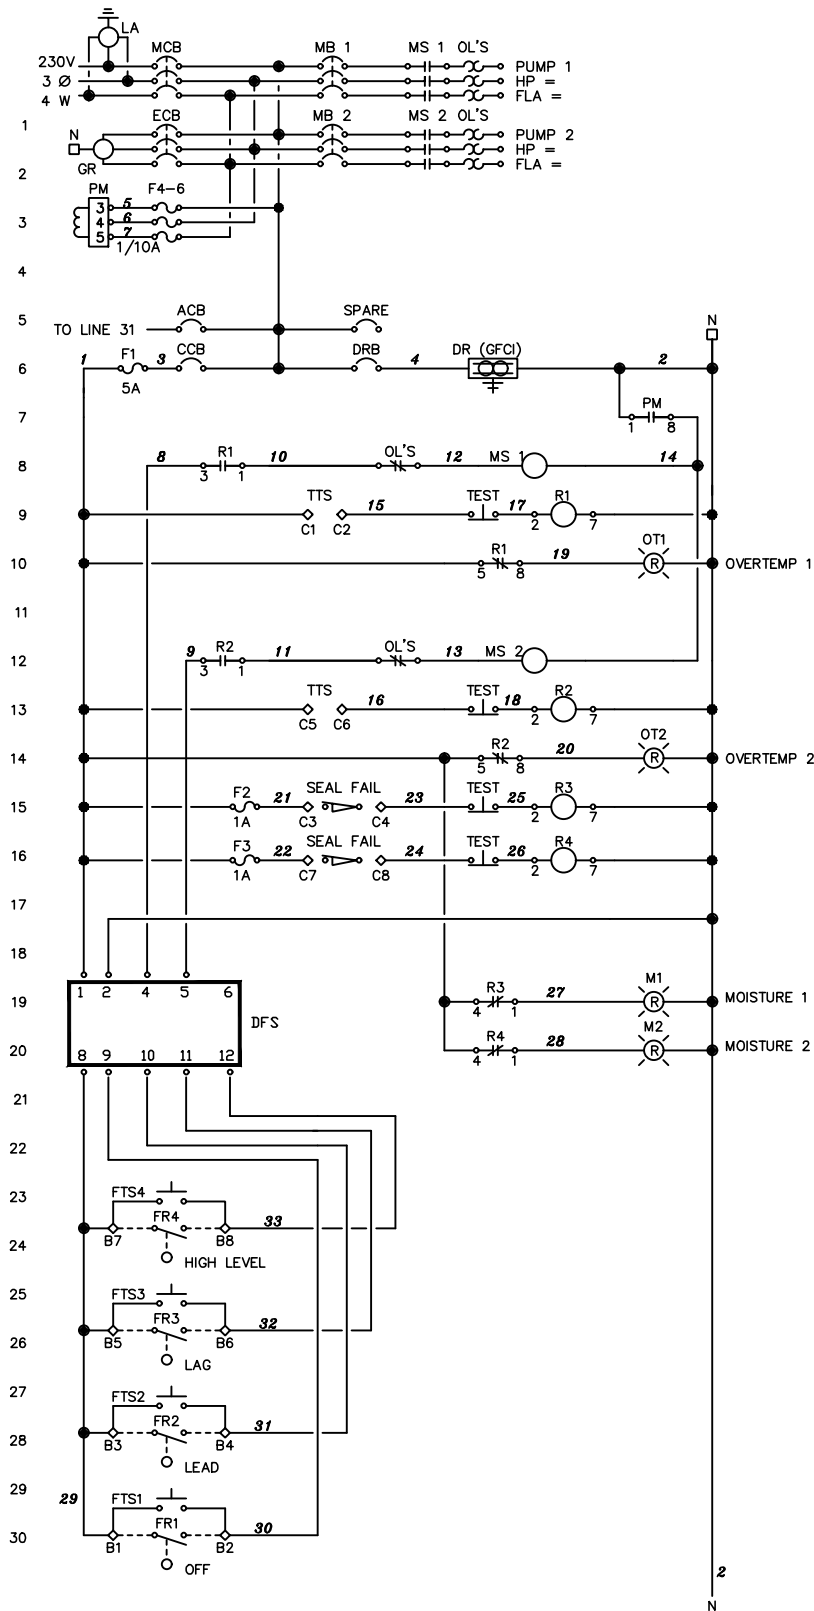 LA
230V MCB MB 1 MS 1 OL'S PUMP 1
3 Ø HP =
4 W FLA =
1 ECB MB 2 MS 2 OL'S
N PUMP 2
HP =
2 GR FLA =
PM F4-6
3 5
3 4 6
5 7
1/10A
4
5 ACB SPARE N
TO LINE 31
1 F1 3 CCB DRB 4 DR (GFCI) 2
6
5A
7 PM
1 8
8 8 R1 10 OL'S 12 MS 1 14
3 1
9 TTS 15 TEST 17 R1
C1 C2 2 7
10 R1 19 OT1
5 8 R OVERTEMP 1
11
12 9 R2 11 OL'S 13 MS 2
3 1
13 TTS 16 TEST 18 R2
C5 C6 2 7
14 R2 20 OT2
5 8 R OVERTEMP 2
15 F2 21 SEAL FAIL 23 TEST 25 R3
1A C3 C4 2 7
16 F3 22 SEAL FAIL 24 TEST 26 R4
1A C7 C8 2 7
17
18
19 1 2 4 5 6 R3 27 M1
4 1 R MOISTURE 1
DFS
20 8 9 10 11 12 R4 28 M2
4 1 R MOISTURE 2
21
22
23 FTS4
FR4 33
24 B7 B8
HIGH LEVEL
25 FTS3
FR3 32
26 B5 B6
LAG
27 FTS2
FR2 31
28 B3 B4
LEAD
29 29 FTS1
FR1 30
30 B1 B2
OFF
2
N